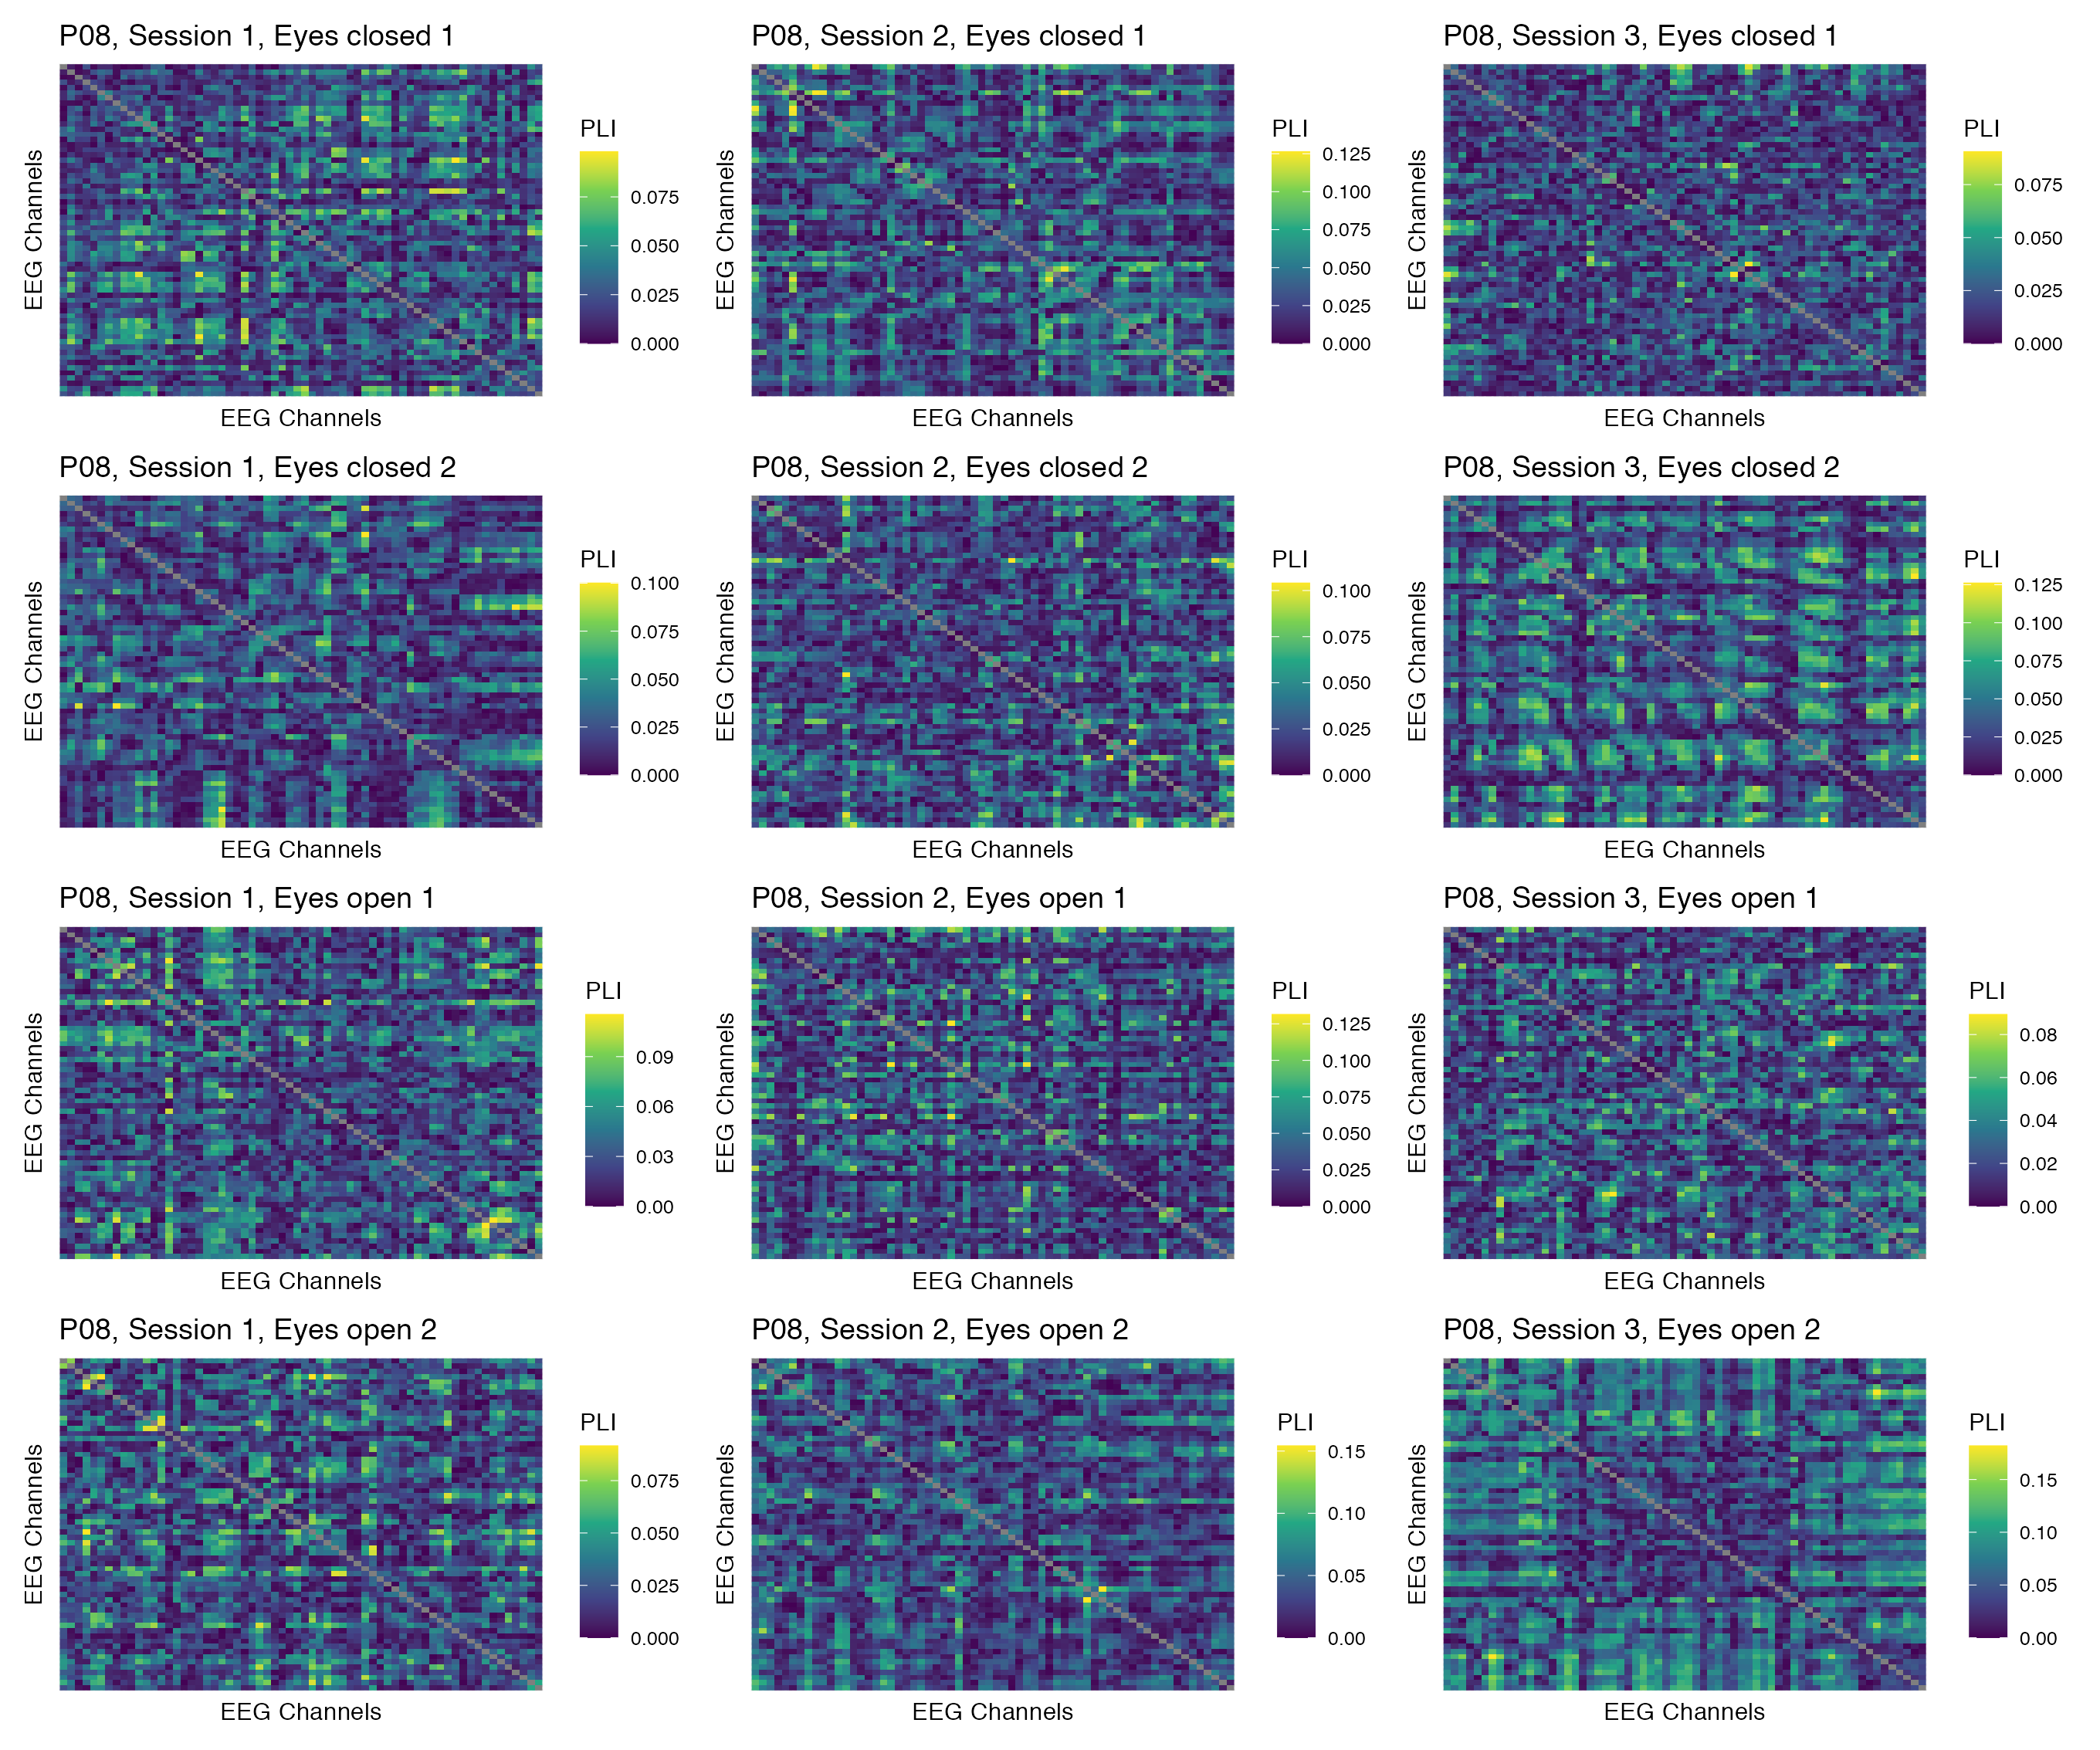 P08, Session 1, Eyes closed 1
P08, Session 2, Eyes closed 1
P08, Session 3, Eyes closed 1
EEG Channels
EEG Channels
PLI
0.075
0.050
0.025
0.000
EEG Channels
EEG Channels
PLI
0.125
0.100
0.075
0.050
0.025
0.000
EEG Channels
EEG Channels
PLI
0.075
0.050
0.025
0.000
P08, Session 1, Eyes closed 2
P08, Session 2, Eyes closed 2
P08, Session 3, Eyes closed 2
EEG Channels
EEG Channels
PLI
0.100
0.075
0.050
0.025
0.000
EEG Channels
EEG Channels
PLI
0.100
0.075
0.050
0.025
0.000
EEG Channels
EEG Channels
PLI
0.125
0.100
0.075
0.050
0.025
0.000
P08, Session 1, Eyes open 1
P08, Session 2, Eyes open 1
P08, Session 3, Eyes open 1
EEG Channels
EEG Channels
PLI
0.09
0.06
0.03
0.00
EEG Channels
EEG Channels
PLI
0.125
0.100
0.075
0.050
0.025
0.000
EEG Channels
EEG Channels
PLI
0.08
0.06
0.04
0.02
0.00
P08, Session 1, Eyes open 2
P08, Session 2, Eyes open 2
P08, Session 3, Eyes open 2
EEG Channels
EEG Channels
PLI
0.075
0.050
0.025
0.000
EEG Channels
EEG Channels
PLI
0.15
0.10
0.05
0.00
EEG Channels
EEG Channels
PLI
0.15
0.10
0.05
0.00